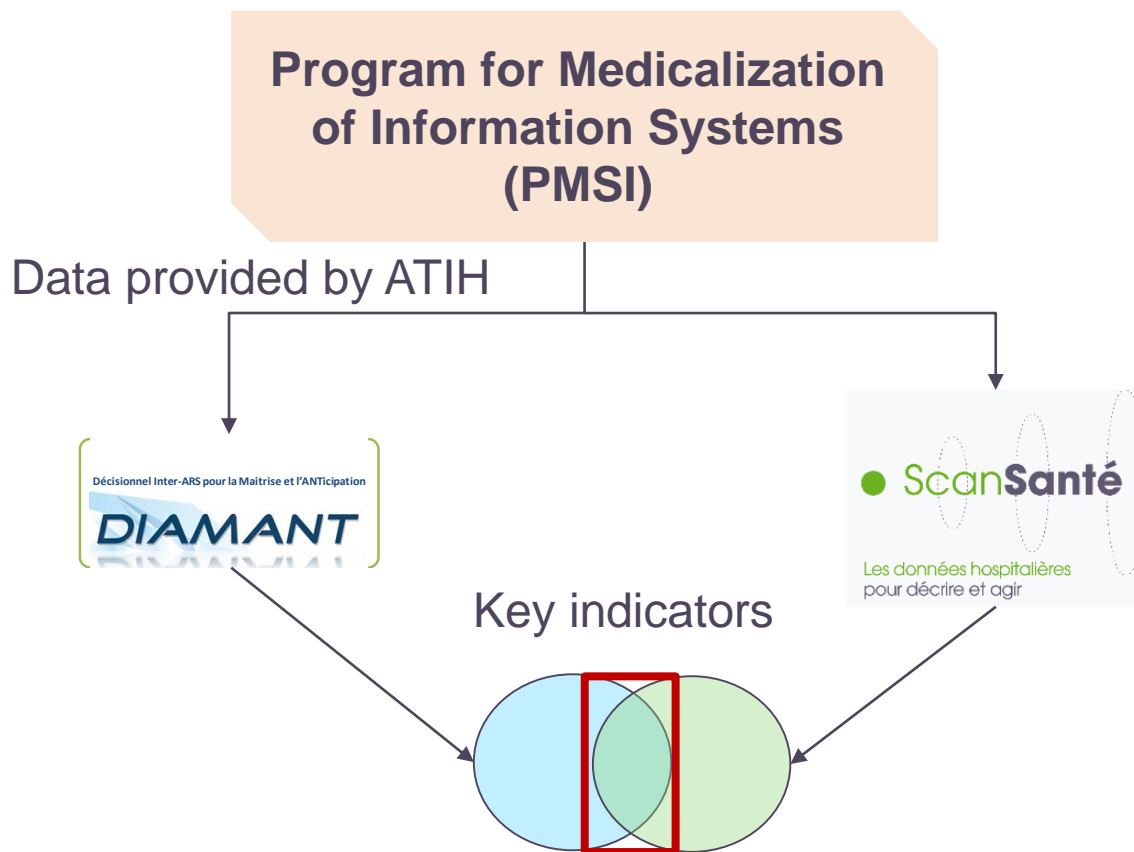 Program for Medicalization
of Information Systems
(PMSI)
Data provided by ATIH
Décisionnel Inter-ARS pour la Maitrise et l'ANTicipation
DIAMANT
ScanSanté
Les données hospitalières
pour décrire et agir
Key indicators